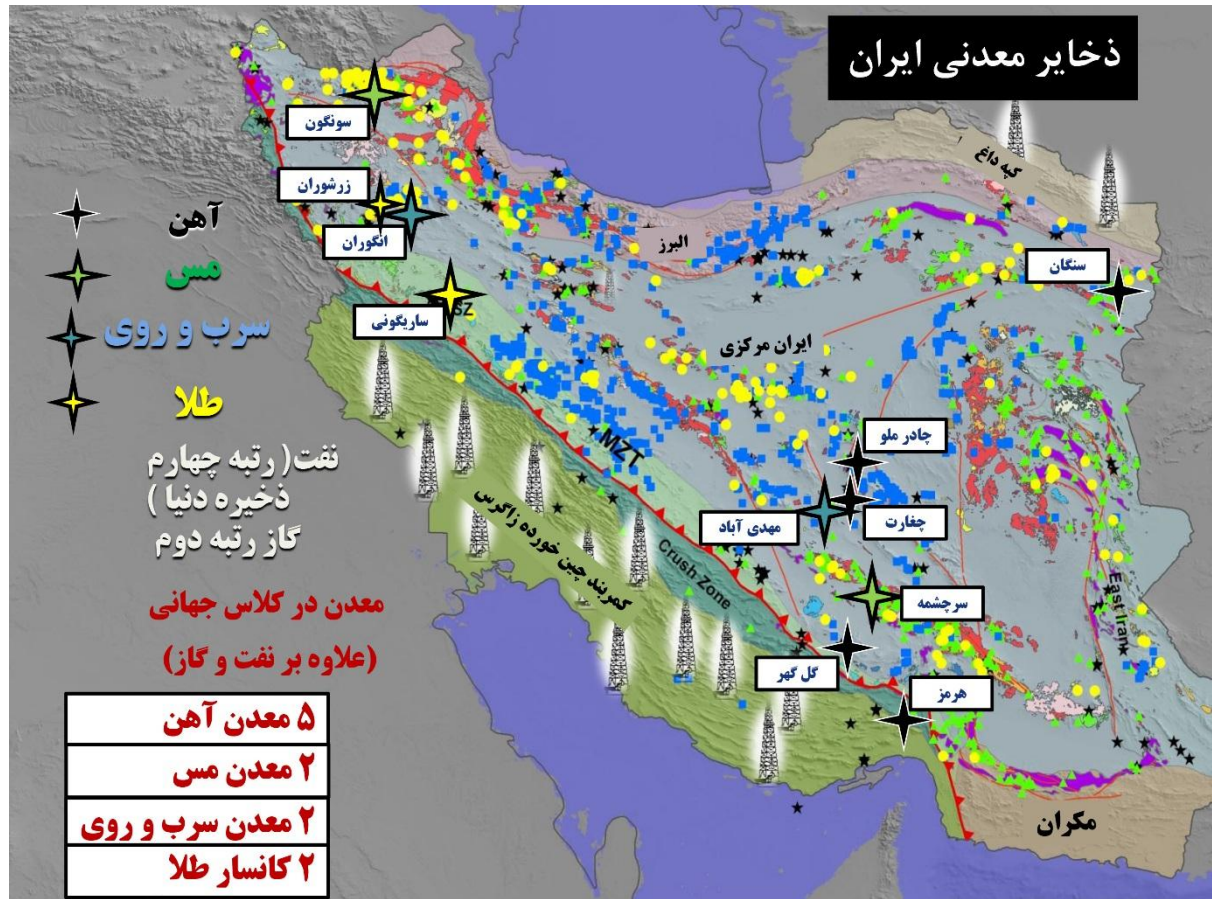 ذخایر معدنی ایران
کپه داغ
سونگون
زرشوران
انگوران
البرز
سنگان
آهن
مس
سرب و روی
طلا
ساریگونی
SZ
ایران مرکزی
نفت( رتبه چهارم
ذخیره دنیا )
گاز رتبه دوم
MZT
چادر ملو
چغارت
مهدی آباد
Crush Zone
کمربند چین خورده زاگرس
سرچشمه
East Iran
معدن در کلاس جهانی
(علاوه بر نفت و گاز)
گل گهر
هرمز
مکران
۵ معدن آهن
۲ معدن مس
۲ معدن سرب و روی
۲ کانسار طلا